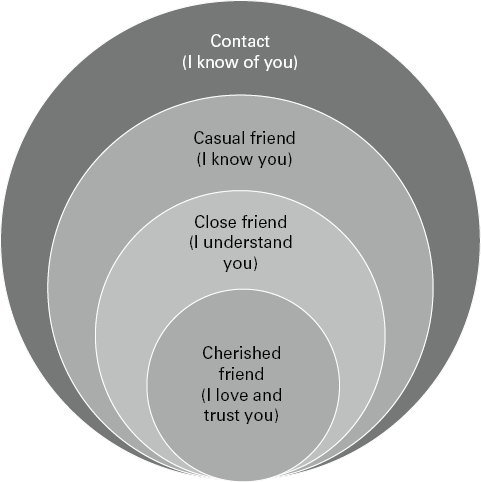 Contact
(I know of you)
Casual friend
(I know you)
Close friend
(I understand
you)
Cherished
friend
(I love and
trust you)